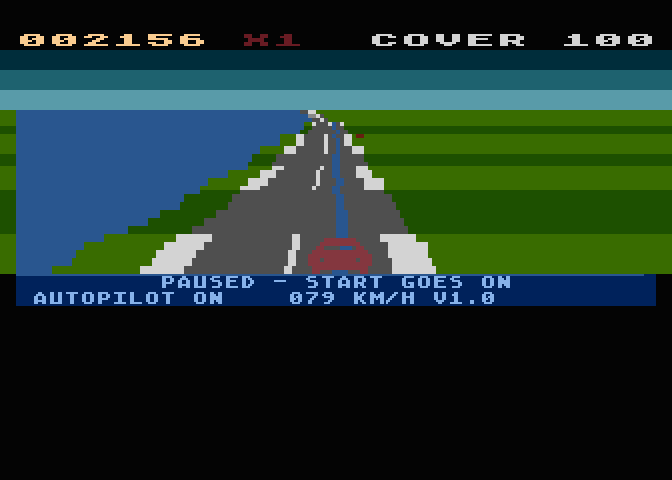 002156 X1 COVER 100
PAUSED - START GOES ON
AUTOPILOT ON 079 KM/H V1.0